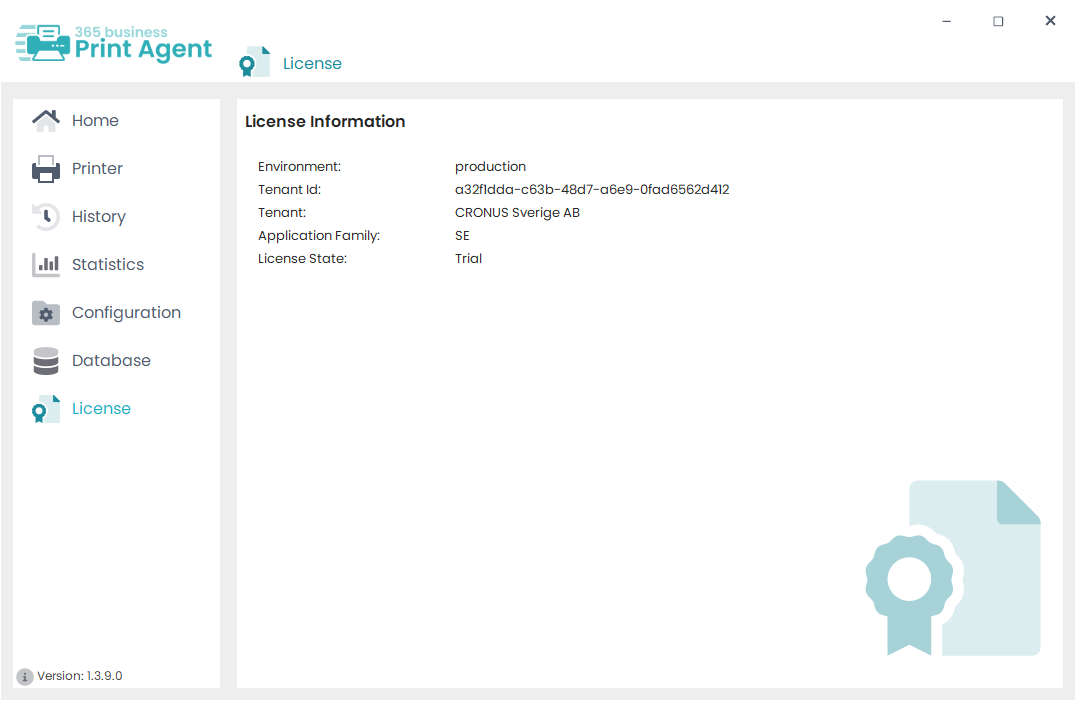 365 business
Print Agent
License
Home
Printer
History
Statistics
Configuration
Database
License
Version: 1.3.9.0
License Information
Environment: production
Tenant Id: a32f1dda-c63b-48d7-a6e9-0fad6562d412
Tenant: CRONUS Sverige AB
Application Family: SE
License State: Trial